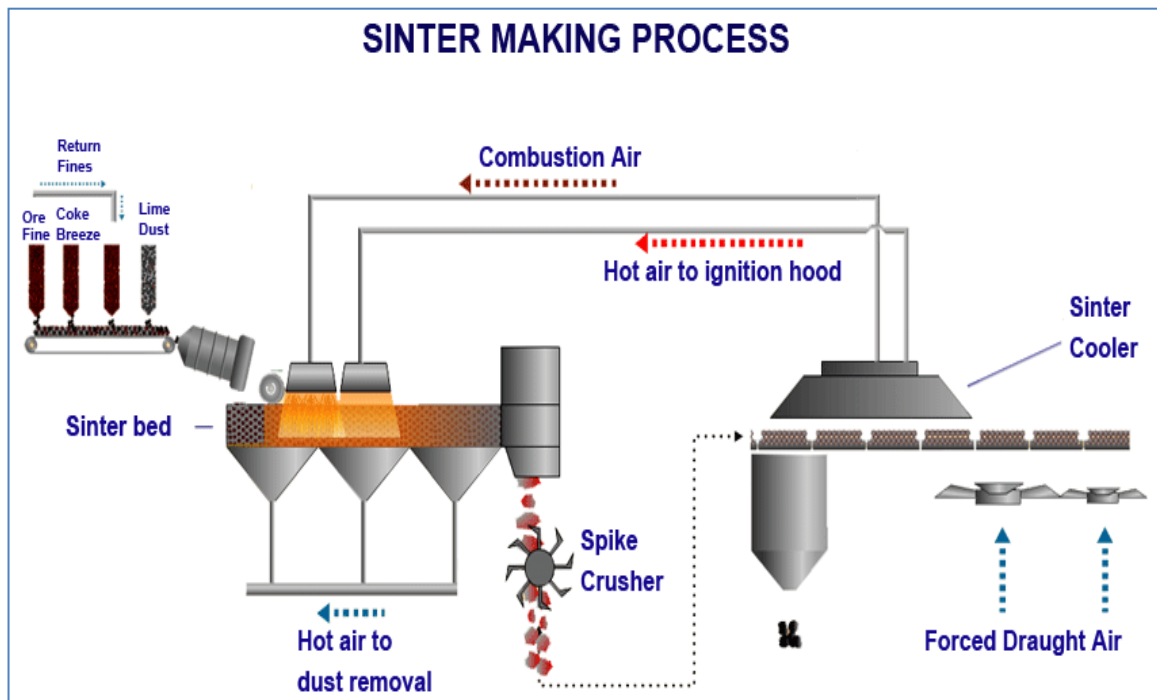 SINTER MAKING PROCESS
Return
Fines
Ore
Fine
Coke
Breeze
Lime
Dust
Combustion Air
Hot air to ignition hood
Sinter
Cooler
Sinter bed
Spike
Crusher
Hot air to
dust removal
Forced Draught Air